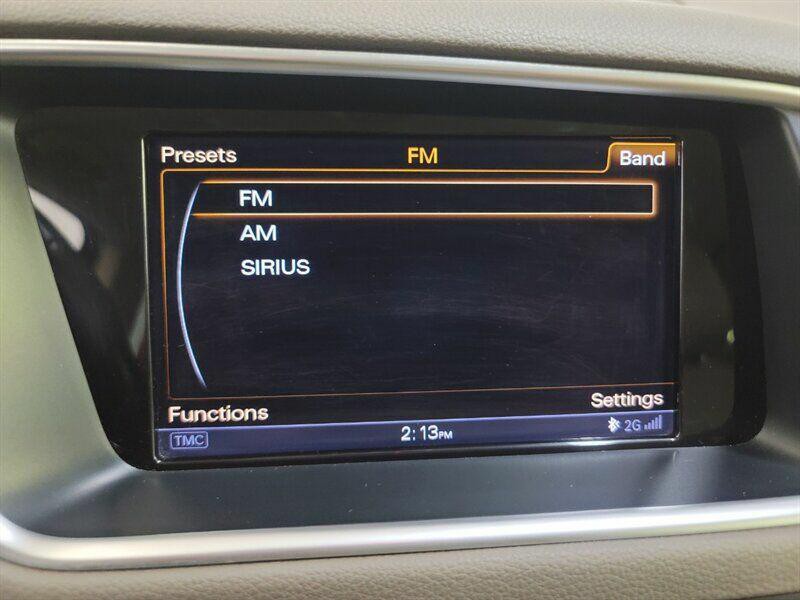 Presets FM Band
FM
AM
SIRIUS
Functions Settings
TMC 2:13PM 2G